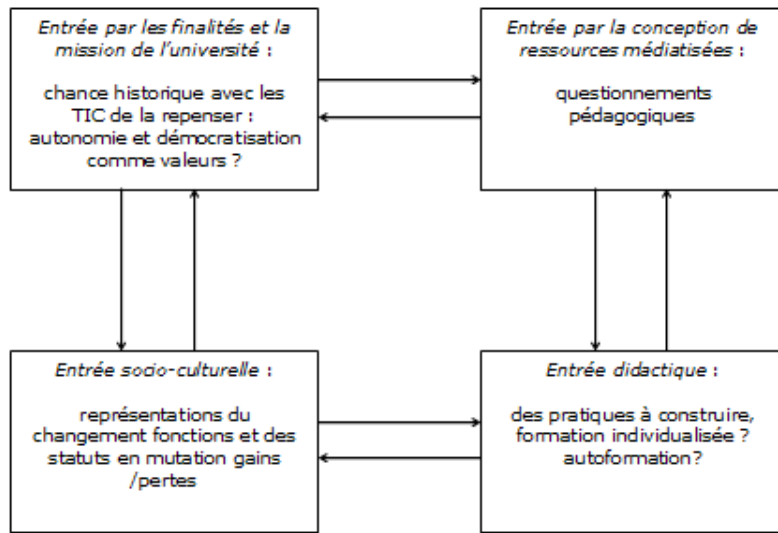 Entrée par les finalités et la
mission de l'université :
chance historique avec les
TIC de la repenser :
autonomie et démocratisation
comme valeurs ?
Entrée par la conception de
ressources médiatisées :
questionnements
pédagogiques
Entrée socio-culturelle :
représentations du
changement fonctions et des
statuts en mutation gains
/pertes
Entrée didactique :
des pratiques à construire,
formation individualisée ?
autoformation?